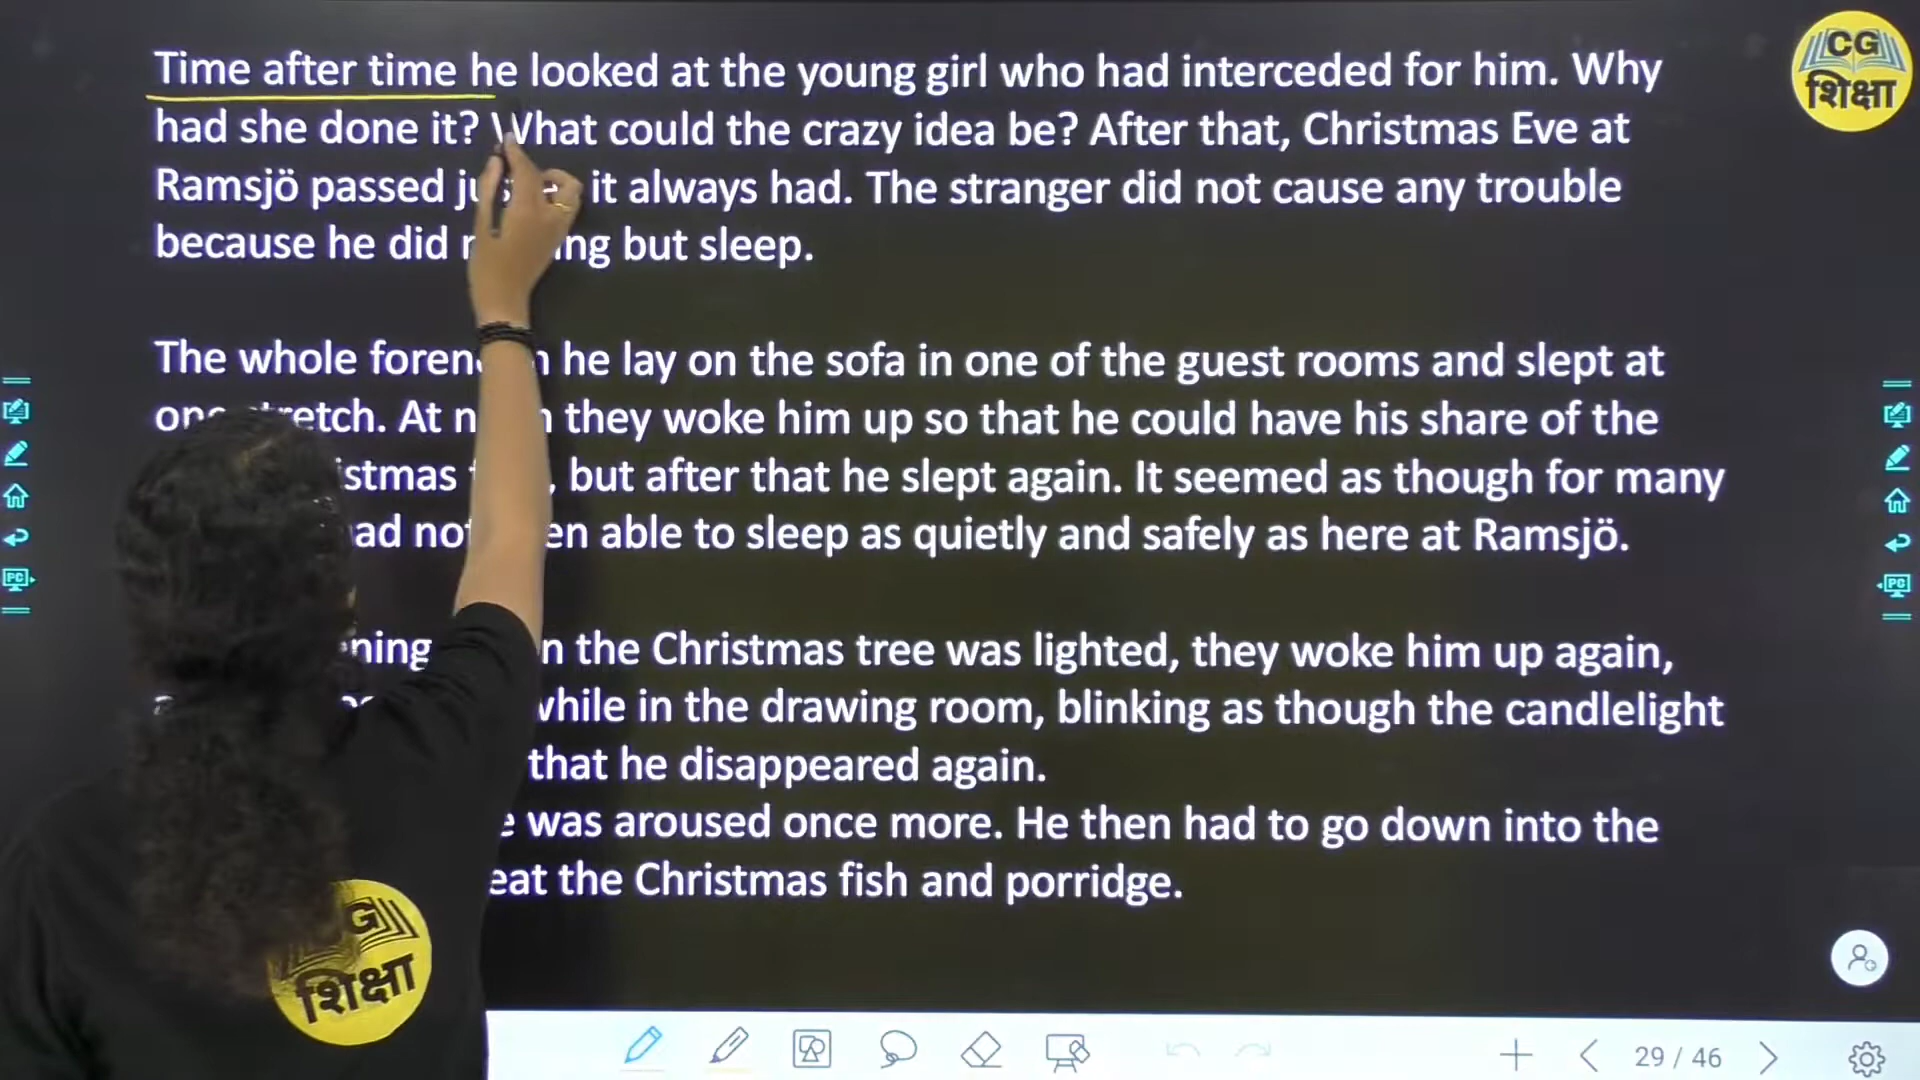 Time after time he looked at the young girl who had interceded for him. Why
had she done it? What could the crazy idea be? After that, Christmas Eve at
Ramsjö passed it always had. The stranger did not cause any trouble
because he did but sleep.
The whole he lay on the sofa in one of the guest rooms and slept at
At they woke him up so that he could have his share of the
but after that he slept again. It seemed as though for many
able to sleep as quietly and safely as here at Ramsjö.
the Christmas tree was lighted, they woke him up again,
while in the drawing room, blinking as though the candlelight
that he disappeared again.
was aroused once more. He then had to go down into the
eat the Christmas fish and porridge.
CG
शिक्षा
PC
PC
G
शिक्षा
29 / 46